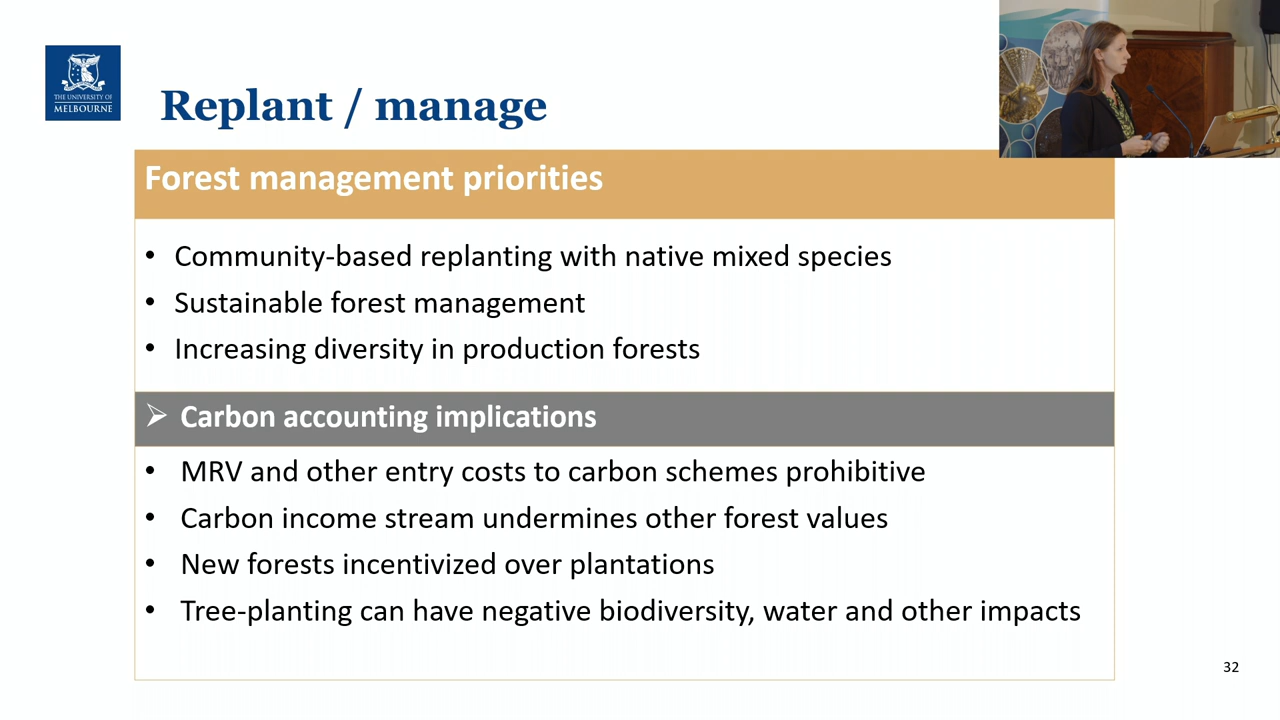 THE UNIVERSITY OF
MELBOURNE
Replant / manage
Forest management priorities
• Community-based replanting with native mixed species
• Sustainable forest management
• Increasing diversity in production forests
➢ Carbon accounting implications
• MRV and other entry costs to carbon schemes prohibitive
• Carbon income stream undermines other forest values
• New forests incentivized over plantations
• Tree-planting can have negative biodiversity, water and other impacts
32